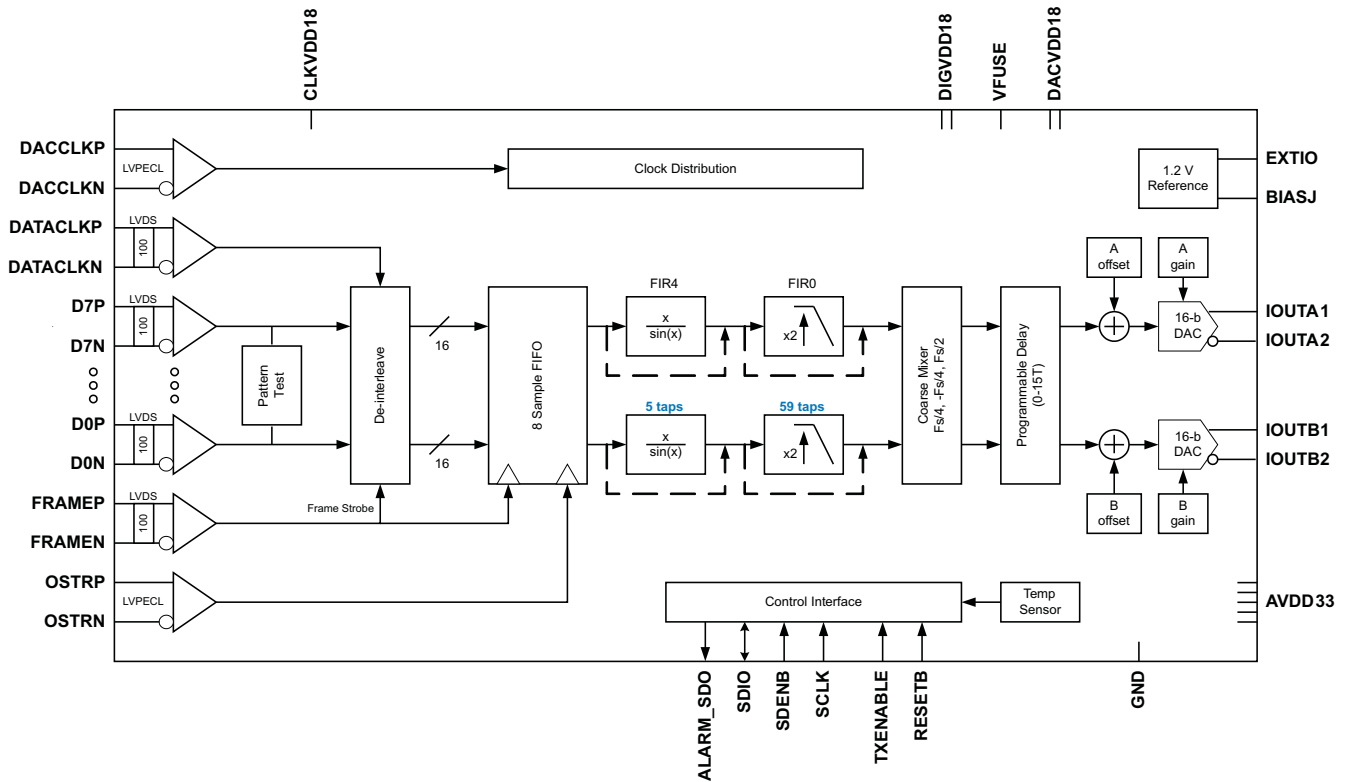 CLKVDD18
DIGVDD18
VFUSE
DACVDD18
DACCLKP
LVPECL
DACCLKN
Clock Distribution
1.2 V
Reference
EXTIO
BIASJ
DATACLKP
LVDS
100
DATACLKN
A
offset
A
gain
D7P
LVDS
100
D7N
Pattern
Test
De-interleave
16
8 Sample FIFO
FIR4
x
sin(x)
FIR0
x2
Coarse Mixer
Fs/4, -Fs/4, Fs/2
Programmable Delay
(0-15T)
16-b
DAC
IOUTA1
IOUTA2
D0P
LVDS
100
D0N
16
5 taps
x
sin(x)
59 taps
x2
16-b
DAC
IOUTB1
IOUTB2
FRAMEP
LVDS
100
FRAMEN
Frame Strobe
B
offset
B
gain
OSTRP
LVPECL
OSTRN
Control Interface
Temp
Sensor
AVDD33
ALARM_SDO
SDIO
SDENB
SCLK
TXENABLE
RESETB
GND